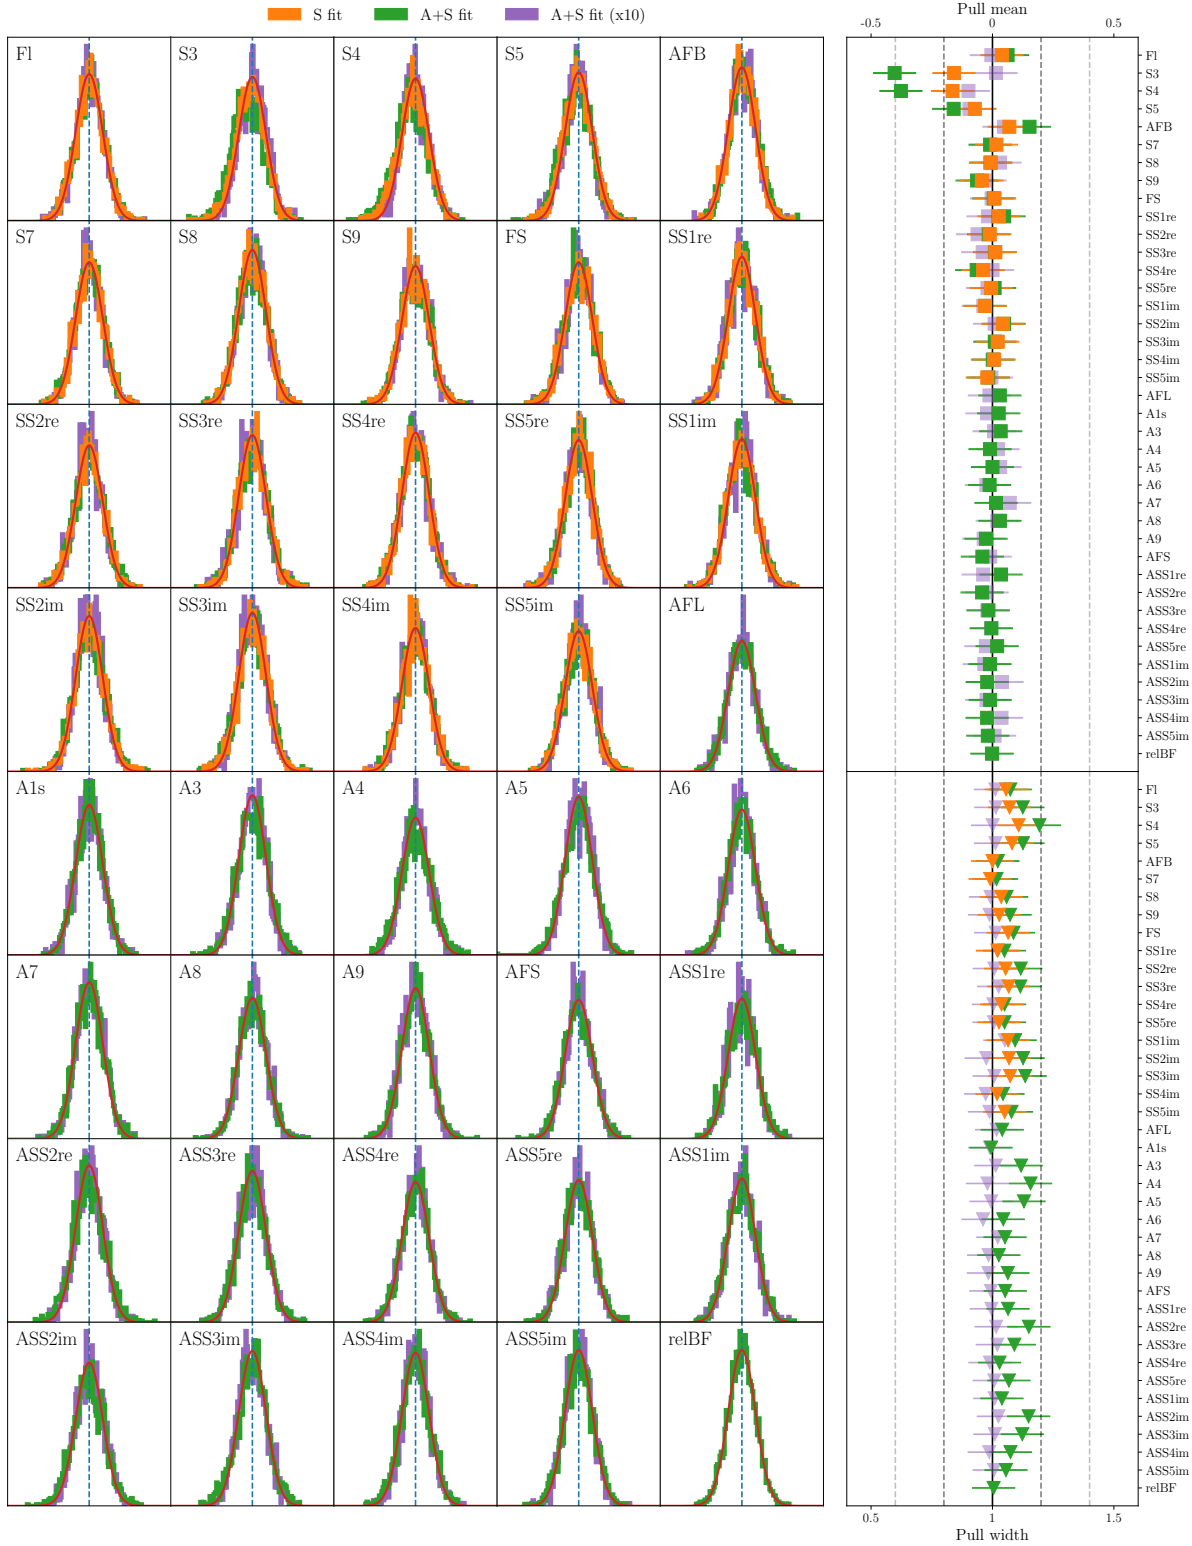 S fit A+S fit A+S fit (x10)
Fl S3 S4 S5 AFB
S7 S8 S9 FS SS1re
SS2re SS3re SS4re SS5re SS1im
SS2im SS3im SS4im SS5im AFL
A1s A3 A4 A5 A6
A7 A8 A9 AFS ASS1re
ASS2re ASS3re ASS4re ASS5re ASS1im
ASS2im ASS3im ASS4im ASS5im relBF
Pull mean
-0.5 0 0.5
Fl
S3
S4
S5
AFB
S7
S8
S9
FS
SS1re
SS2re
SS3re
SS4re
SS5re
SS1im
SS2im
SS3im
SS4im
SS5im
AFL
A1s
A3
A4
A5
A6
A7
A8
A9
AFS
ASS1re
ASS2re
ASS3re
ASS4re
ASS5re
ASS1im
ASS2im
ASS3im
ASS4im
ASS5im
relBF
Fl
S3
S4
S5
AFB
S7
S8
S9
FS
SS1re
SS2re
SS3re
SS4re
SS5re
SS1im
SS2im
SS3im
SS4im
SS5im
AFL
A1s
A3
A4
A5
A6
A7
A8
A9
AFS
ASS1re
ASS2re
ASS3re
ASS4re
ASS5re
ASS1im
ASS2im
ASS3im
ASS4im
ASS5im
relBF
0.5 1 1.5
Pull width